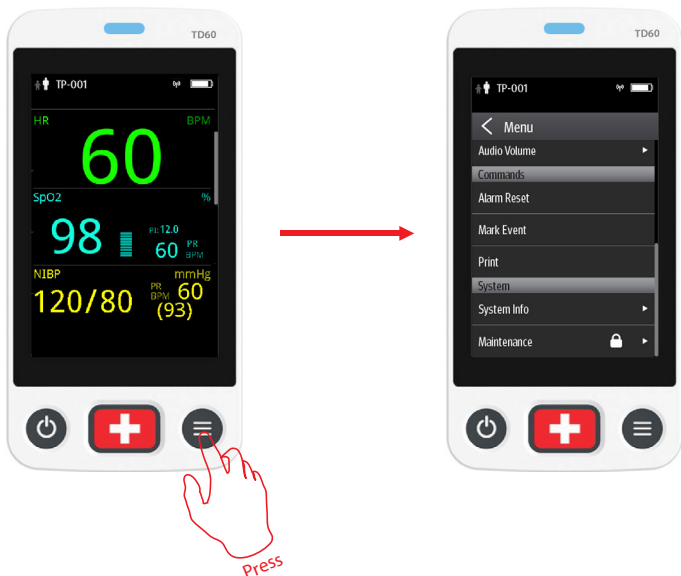 TD60
TP-001
HR BPM
60
SpO2 %
98 PI: 12.0
60 PR BPM
NIBP mmHg
120/80 PR BPM 60
(93)
Press
TD60
TP-001
Menu
Audio Volume
Commands
Alarm Reset
Mark Event
Print
System
System Info
Maintenance